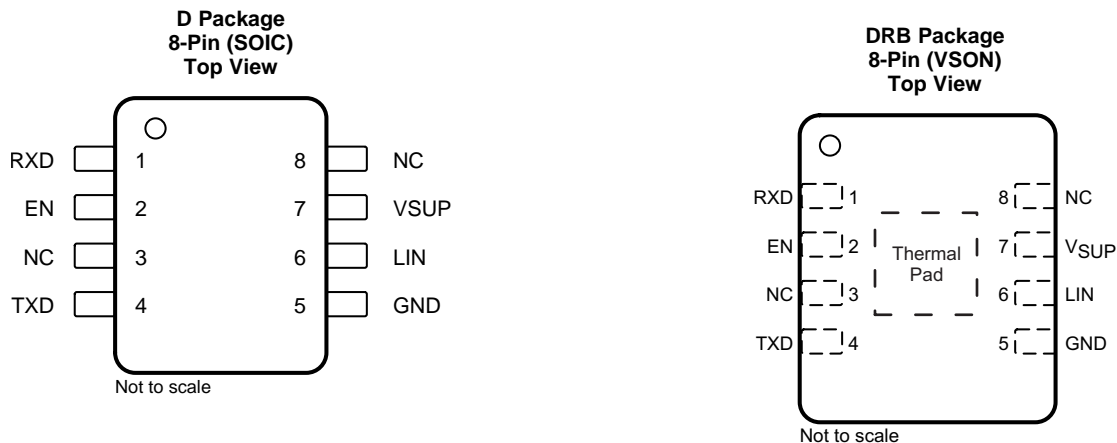 D Package
8-Pin (SOIC)
Top View
RXD 1 8 NC
EN 2 7 VSUP
NC 3 6 LIN
TXD 4 5 GND
Not to scale
DRB Package
8-Pin (VSON)
Top View
RXD 1 8 NC
EN 2 7 VSUP
NC 3 6 LIN
TXD 4 5 GND
Thermal
Pad
Not to scale